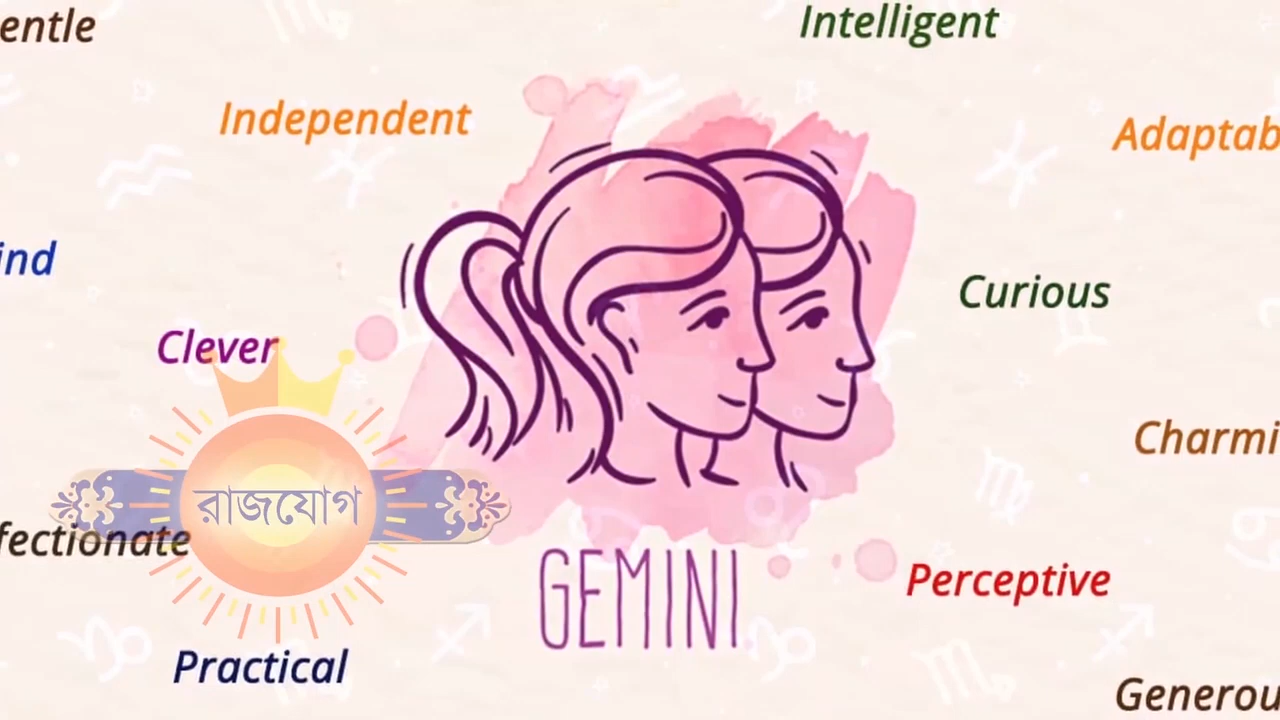 entle
Intelligent
Independent
Adaptab
ind
Curious
Clever
Charmi
রাজযোগ
fectionate
GEMINI
Perceptive
Practical
Generou